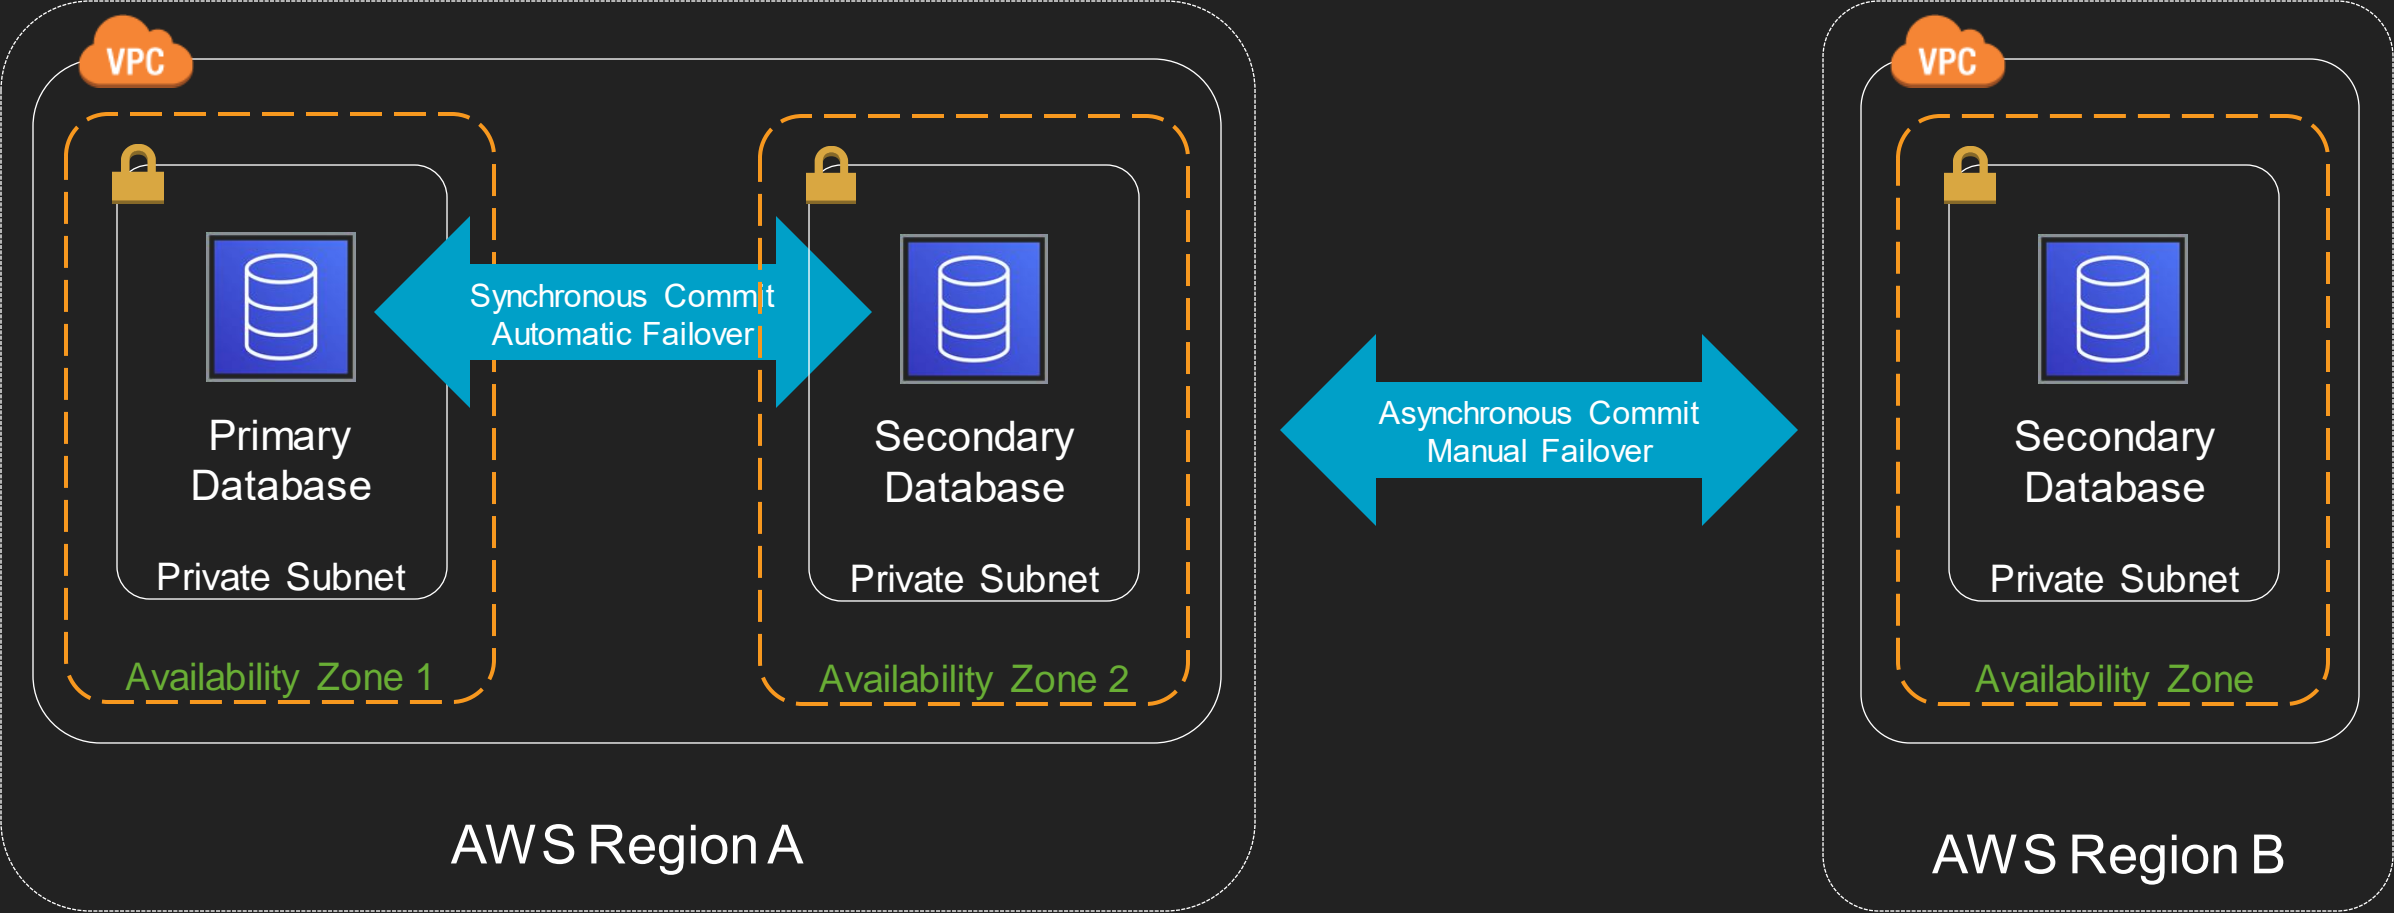 VPC
Synchronous Commit
Automatic Failover
Primary
Database
Private Subnet
Availability Zone 1
Secondary
Database
Private Subnet
Availability Zone 2
AWS Region A
Asynchronous Commit
Manual Failover
VPC
Secondary
Database
Private Subnet
Availability Zone
AWS Region B